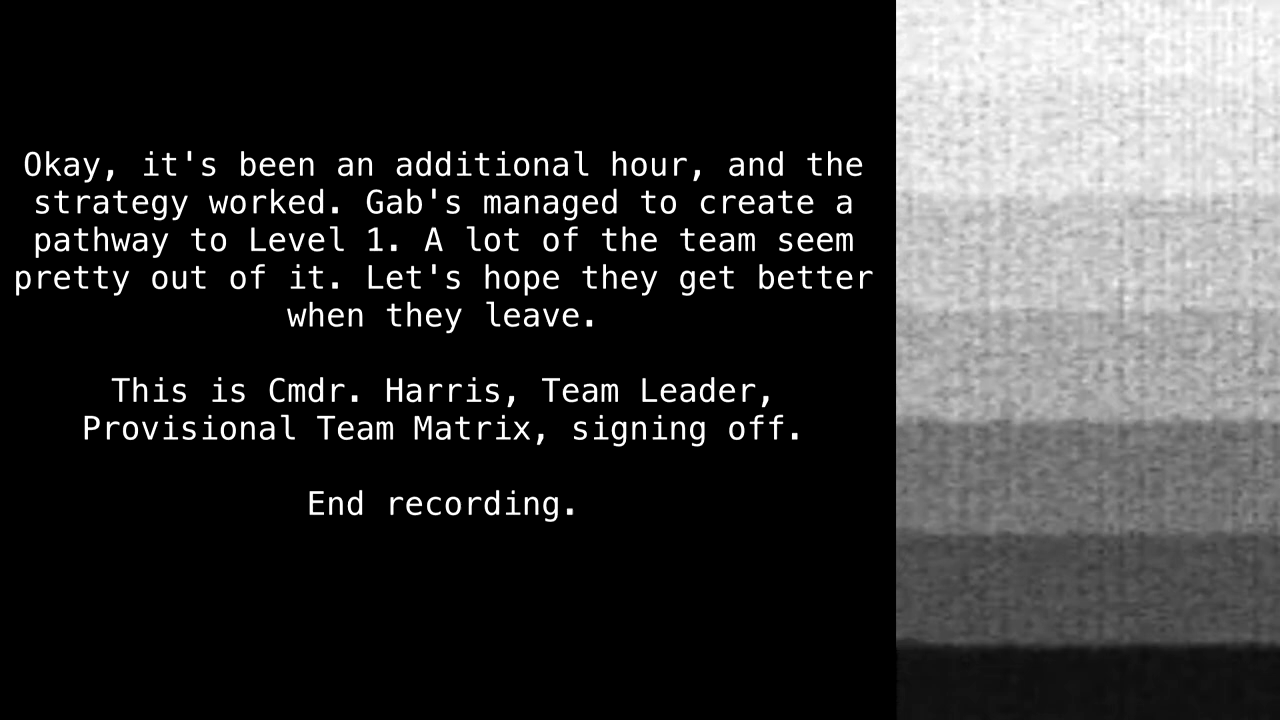 Okay, it's been an additional hour, and the
strategy worked. Gab's managed to create a
pathway to Level 1. A lot of the team seem
pretty out of it. Let's hope they get better
when they leave.
This is Cmdr. Harris, Team Leader,
Provisional Team Matrix, signing off.
End recording.